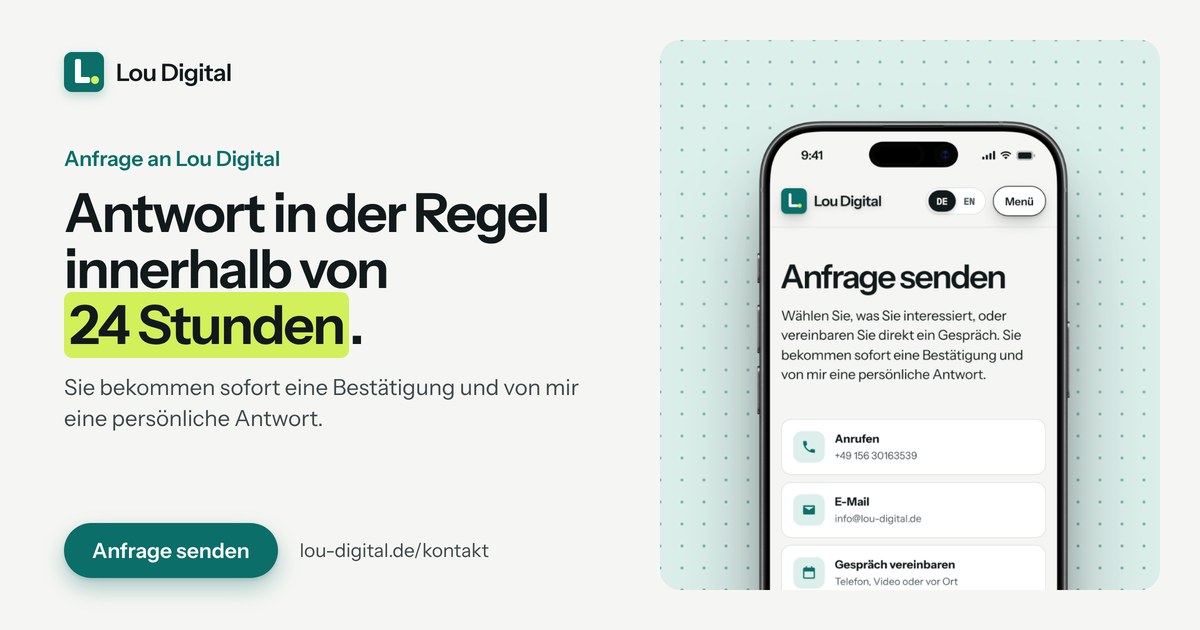 L.
Lou Digital
Anfrage an Lou Digital
Antwort in der Regel
innerhalb von
24 Stunden.
Sie bekommen sofort eine Bestätigung und von mir
eine persönliche Antwort.
Anfrage senden
lou-digital.de/kontakt
9:41
L.
Lou Digital
DE
EN
Menü
Anfrage senden
Wählen Sie, was Sie interessiert, oder
vereinbaren Sie direkt ein Gespräch. Sie
bekommen sofort eine Bestätigung und
von mir eine persönliche Antwort.
Anrufen
+49 156 30163539
E-Mail
info@lou-digital.de
Gespräch vereinbaren
Telefon, Video oder vor Ort